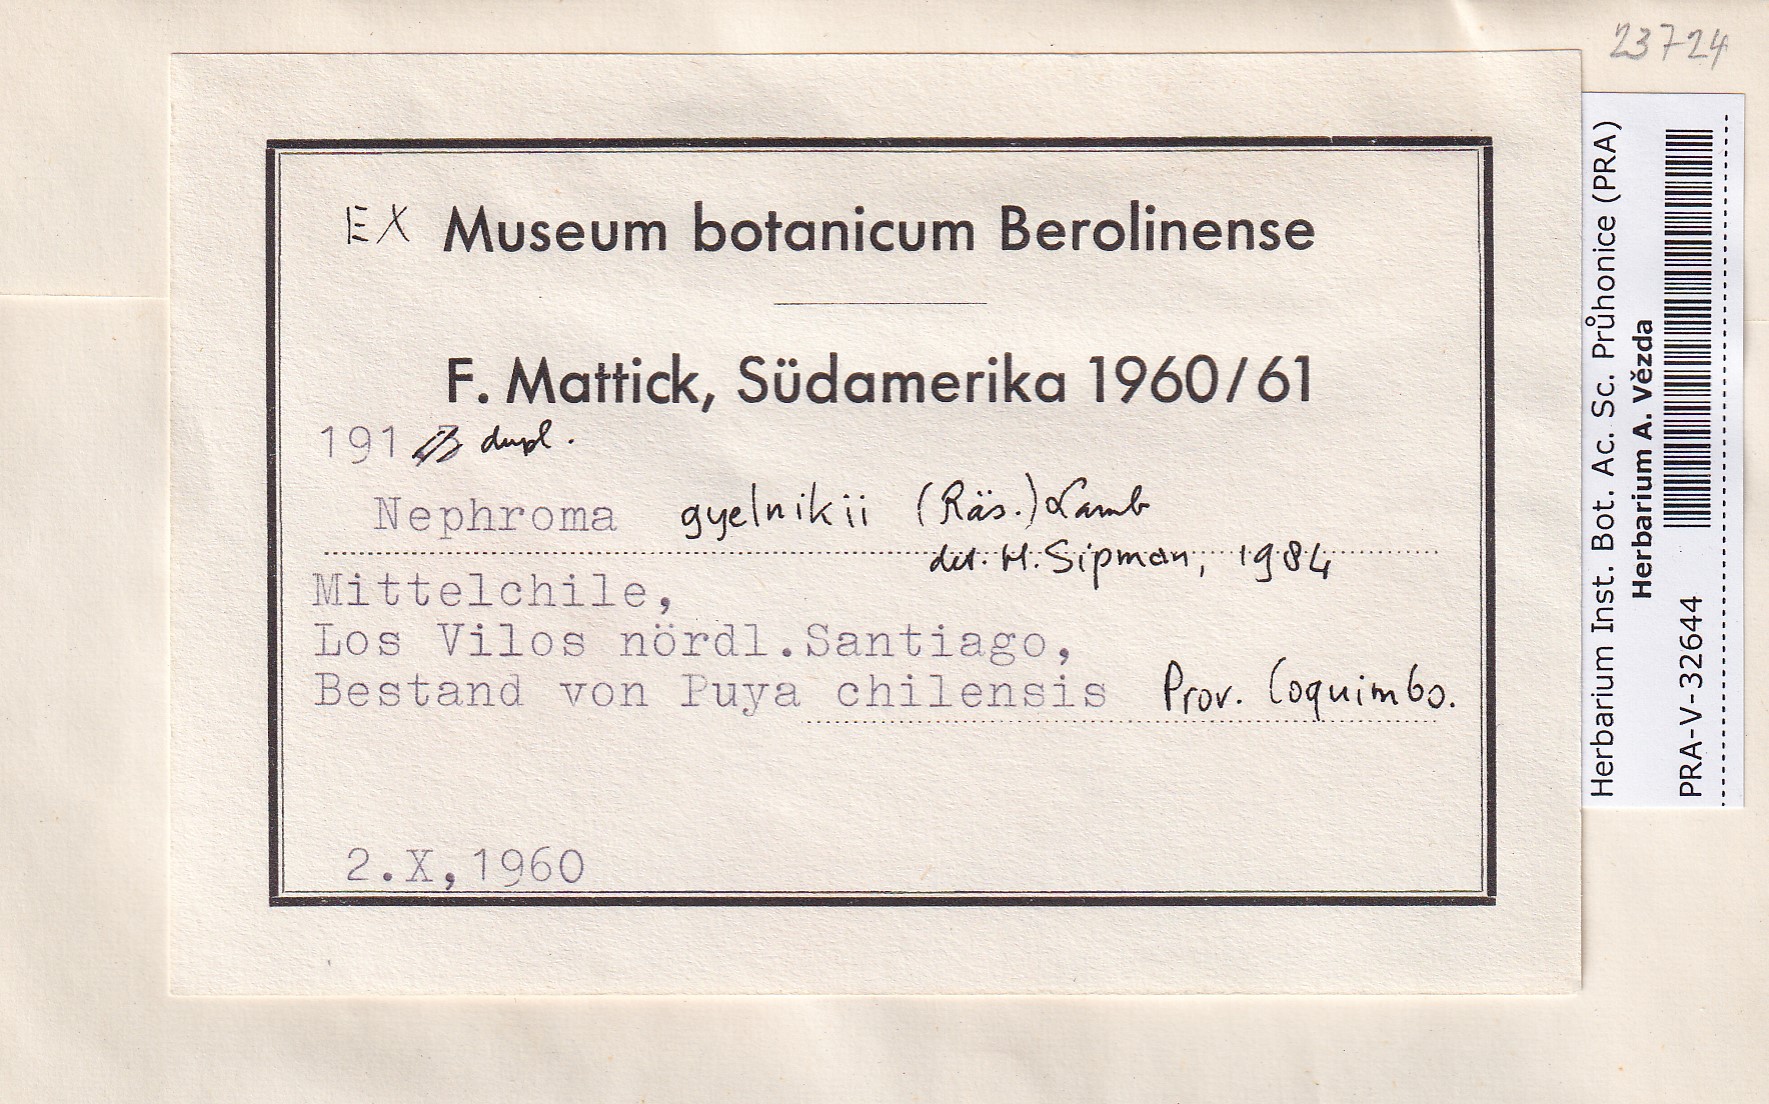 23724
EX Museum botanicum Berolinense
F. Mattick, Südamerika 1960/61
191 dupl.
Nephroma gyelnikii (Räs.) Lamb
det. H. Sipman, 1984
Mittelchile,
Los Vilos nördl.Santiago,
Bestand von Puya chilensis Prov. Coquimbo.
2.X,1960
Herbarium Inst. Bot. Ac. Sc. Průhonice (PRA)
Herbarium A. Vězda
PRA-V-32644